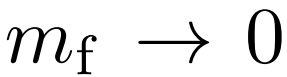 m_f → 0